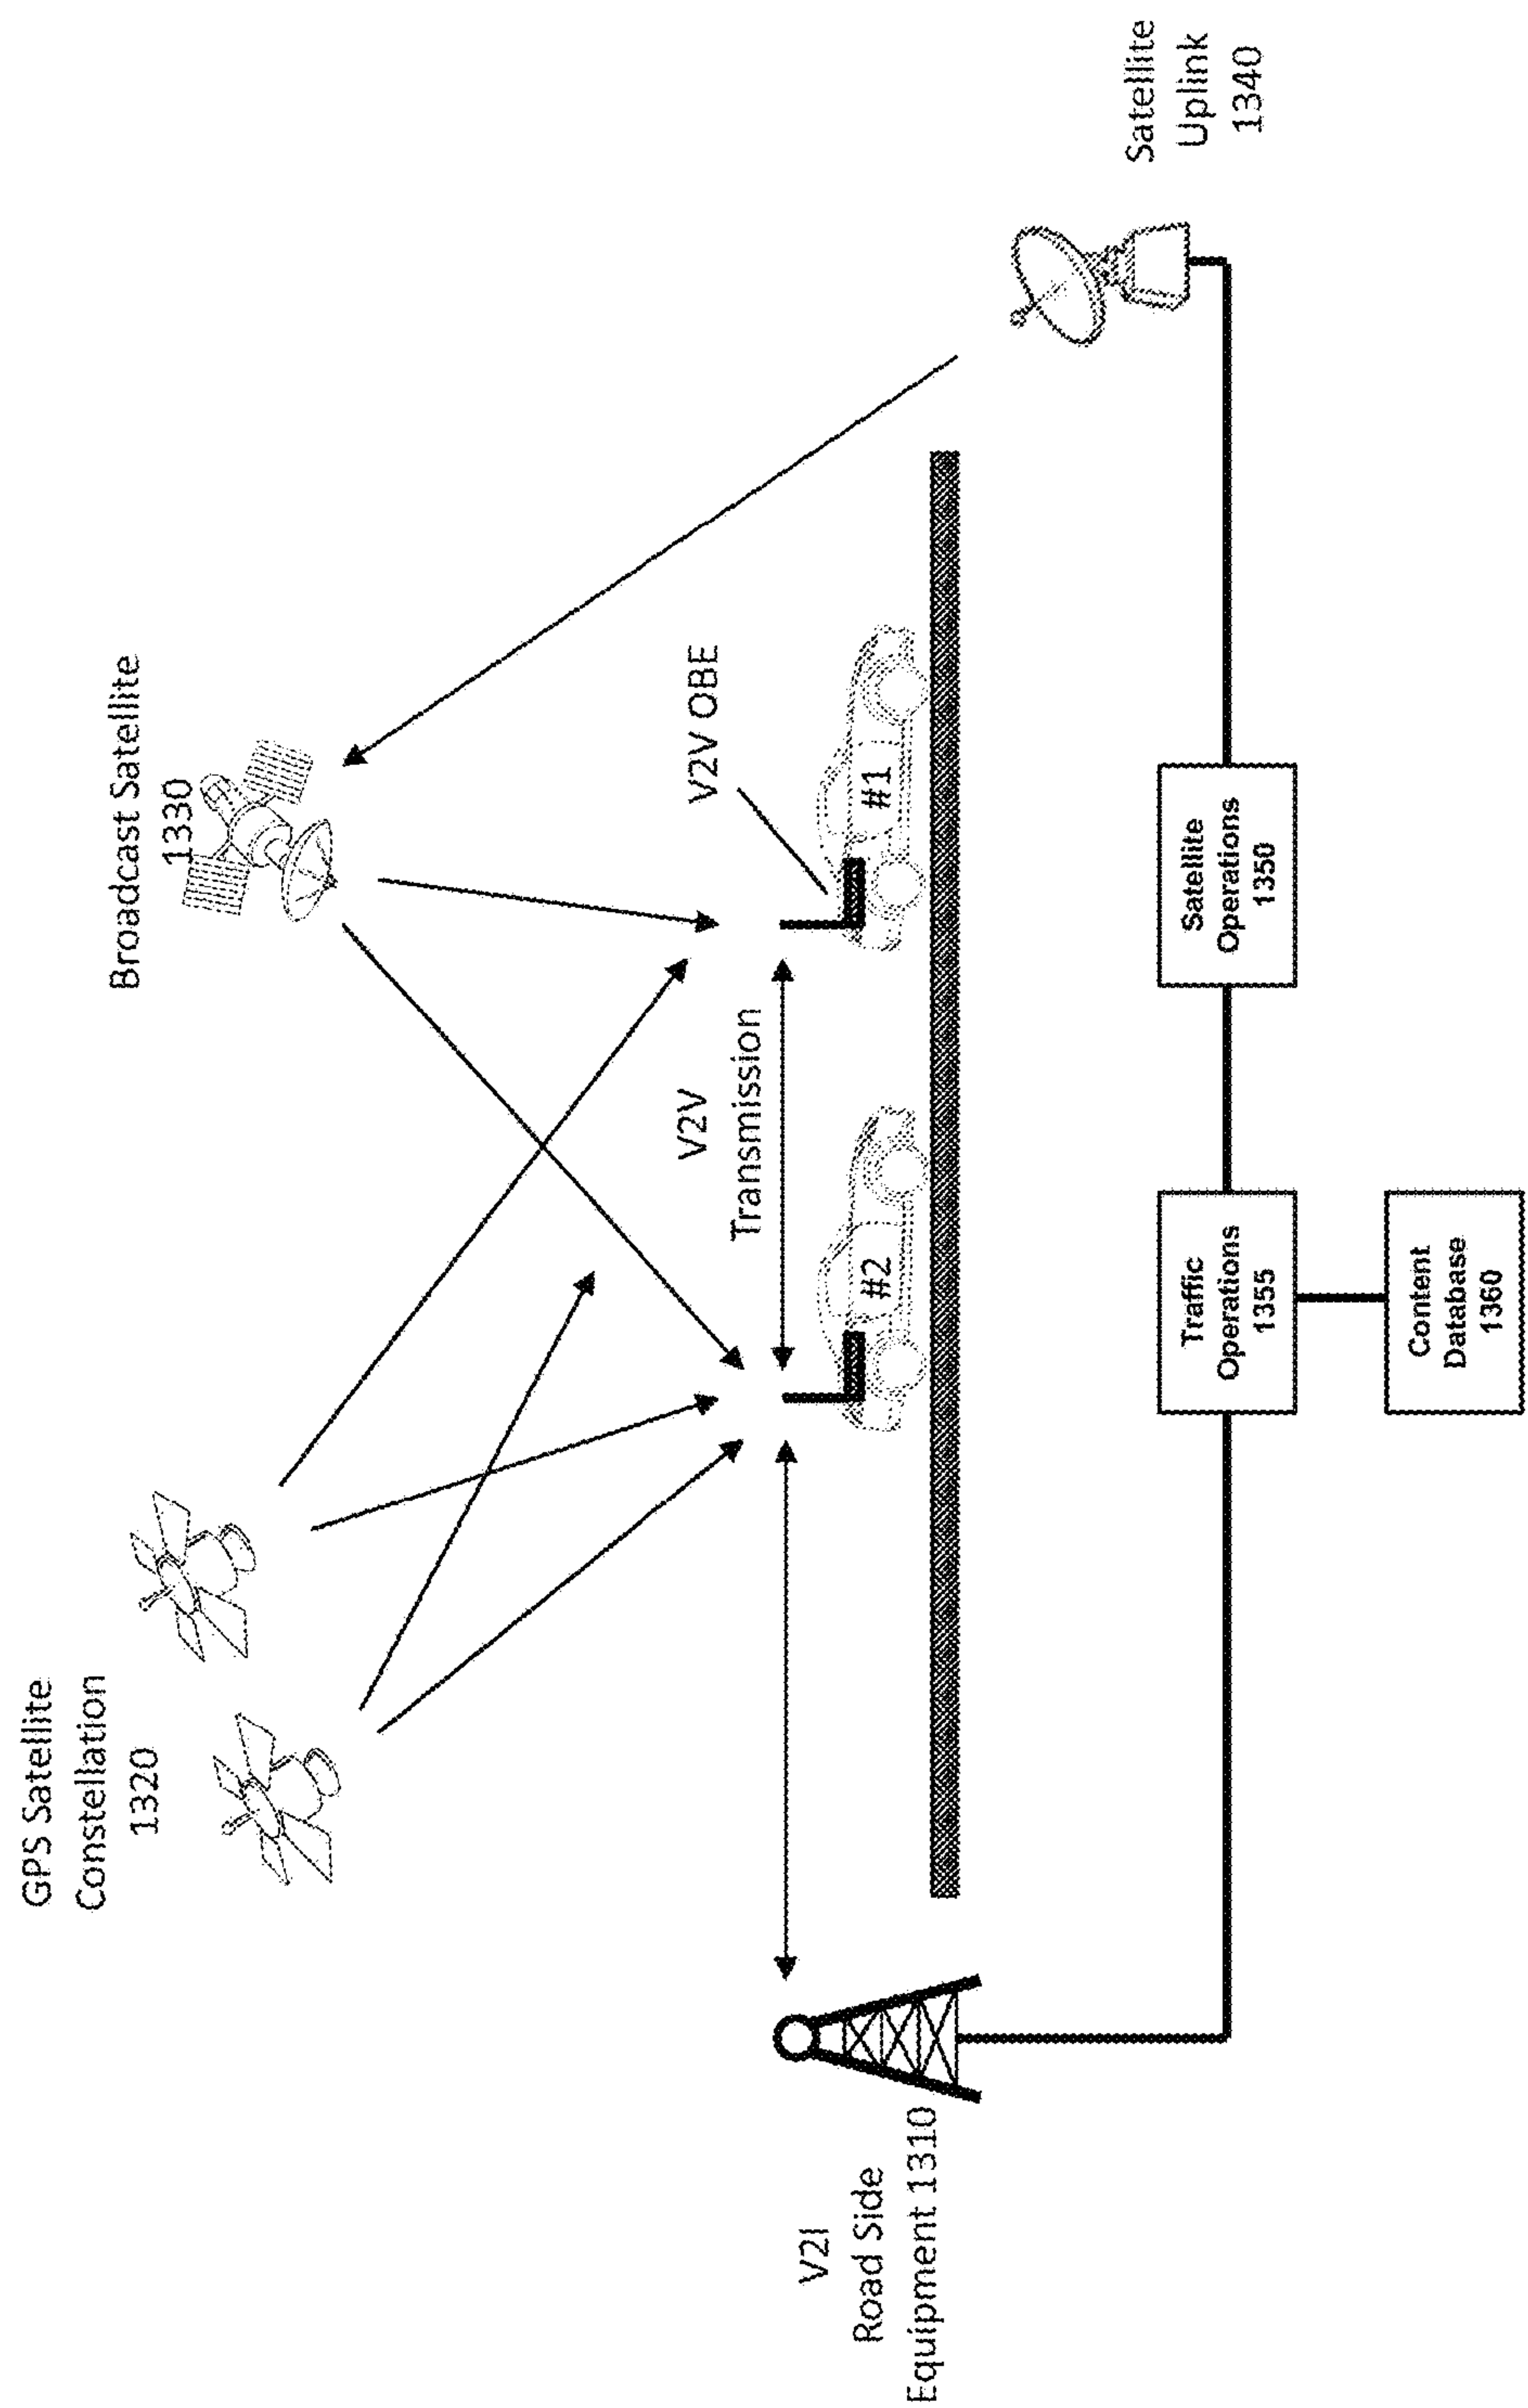 GPS Satellite
Constellation
1320
Broadcast Satellite
1330
V2V OBE
V2V
Transmission
#2
#1
V2I
Road Side
Equipment 1310
Satellite
Uplink
1340
Traffic
Operations
1355
Satellite
Operations
1350
Content
Database
1360